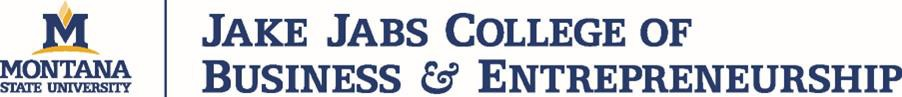 M
MONTANA
STATE UNIVERSITY
JAKE JABS COLLEGE OF
BUSINESS & ENTREPRENEURSHIP